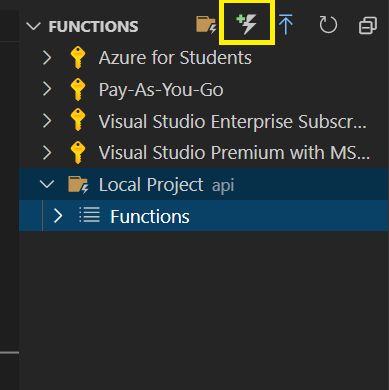 FUNCTIONS
Azure for Students
Pay-As-You-Go
Visual Studio Enterprise Subscr...
Visual Studio Premium with MS...
Local Project api
Functions